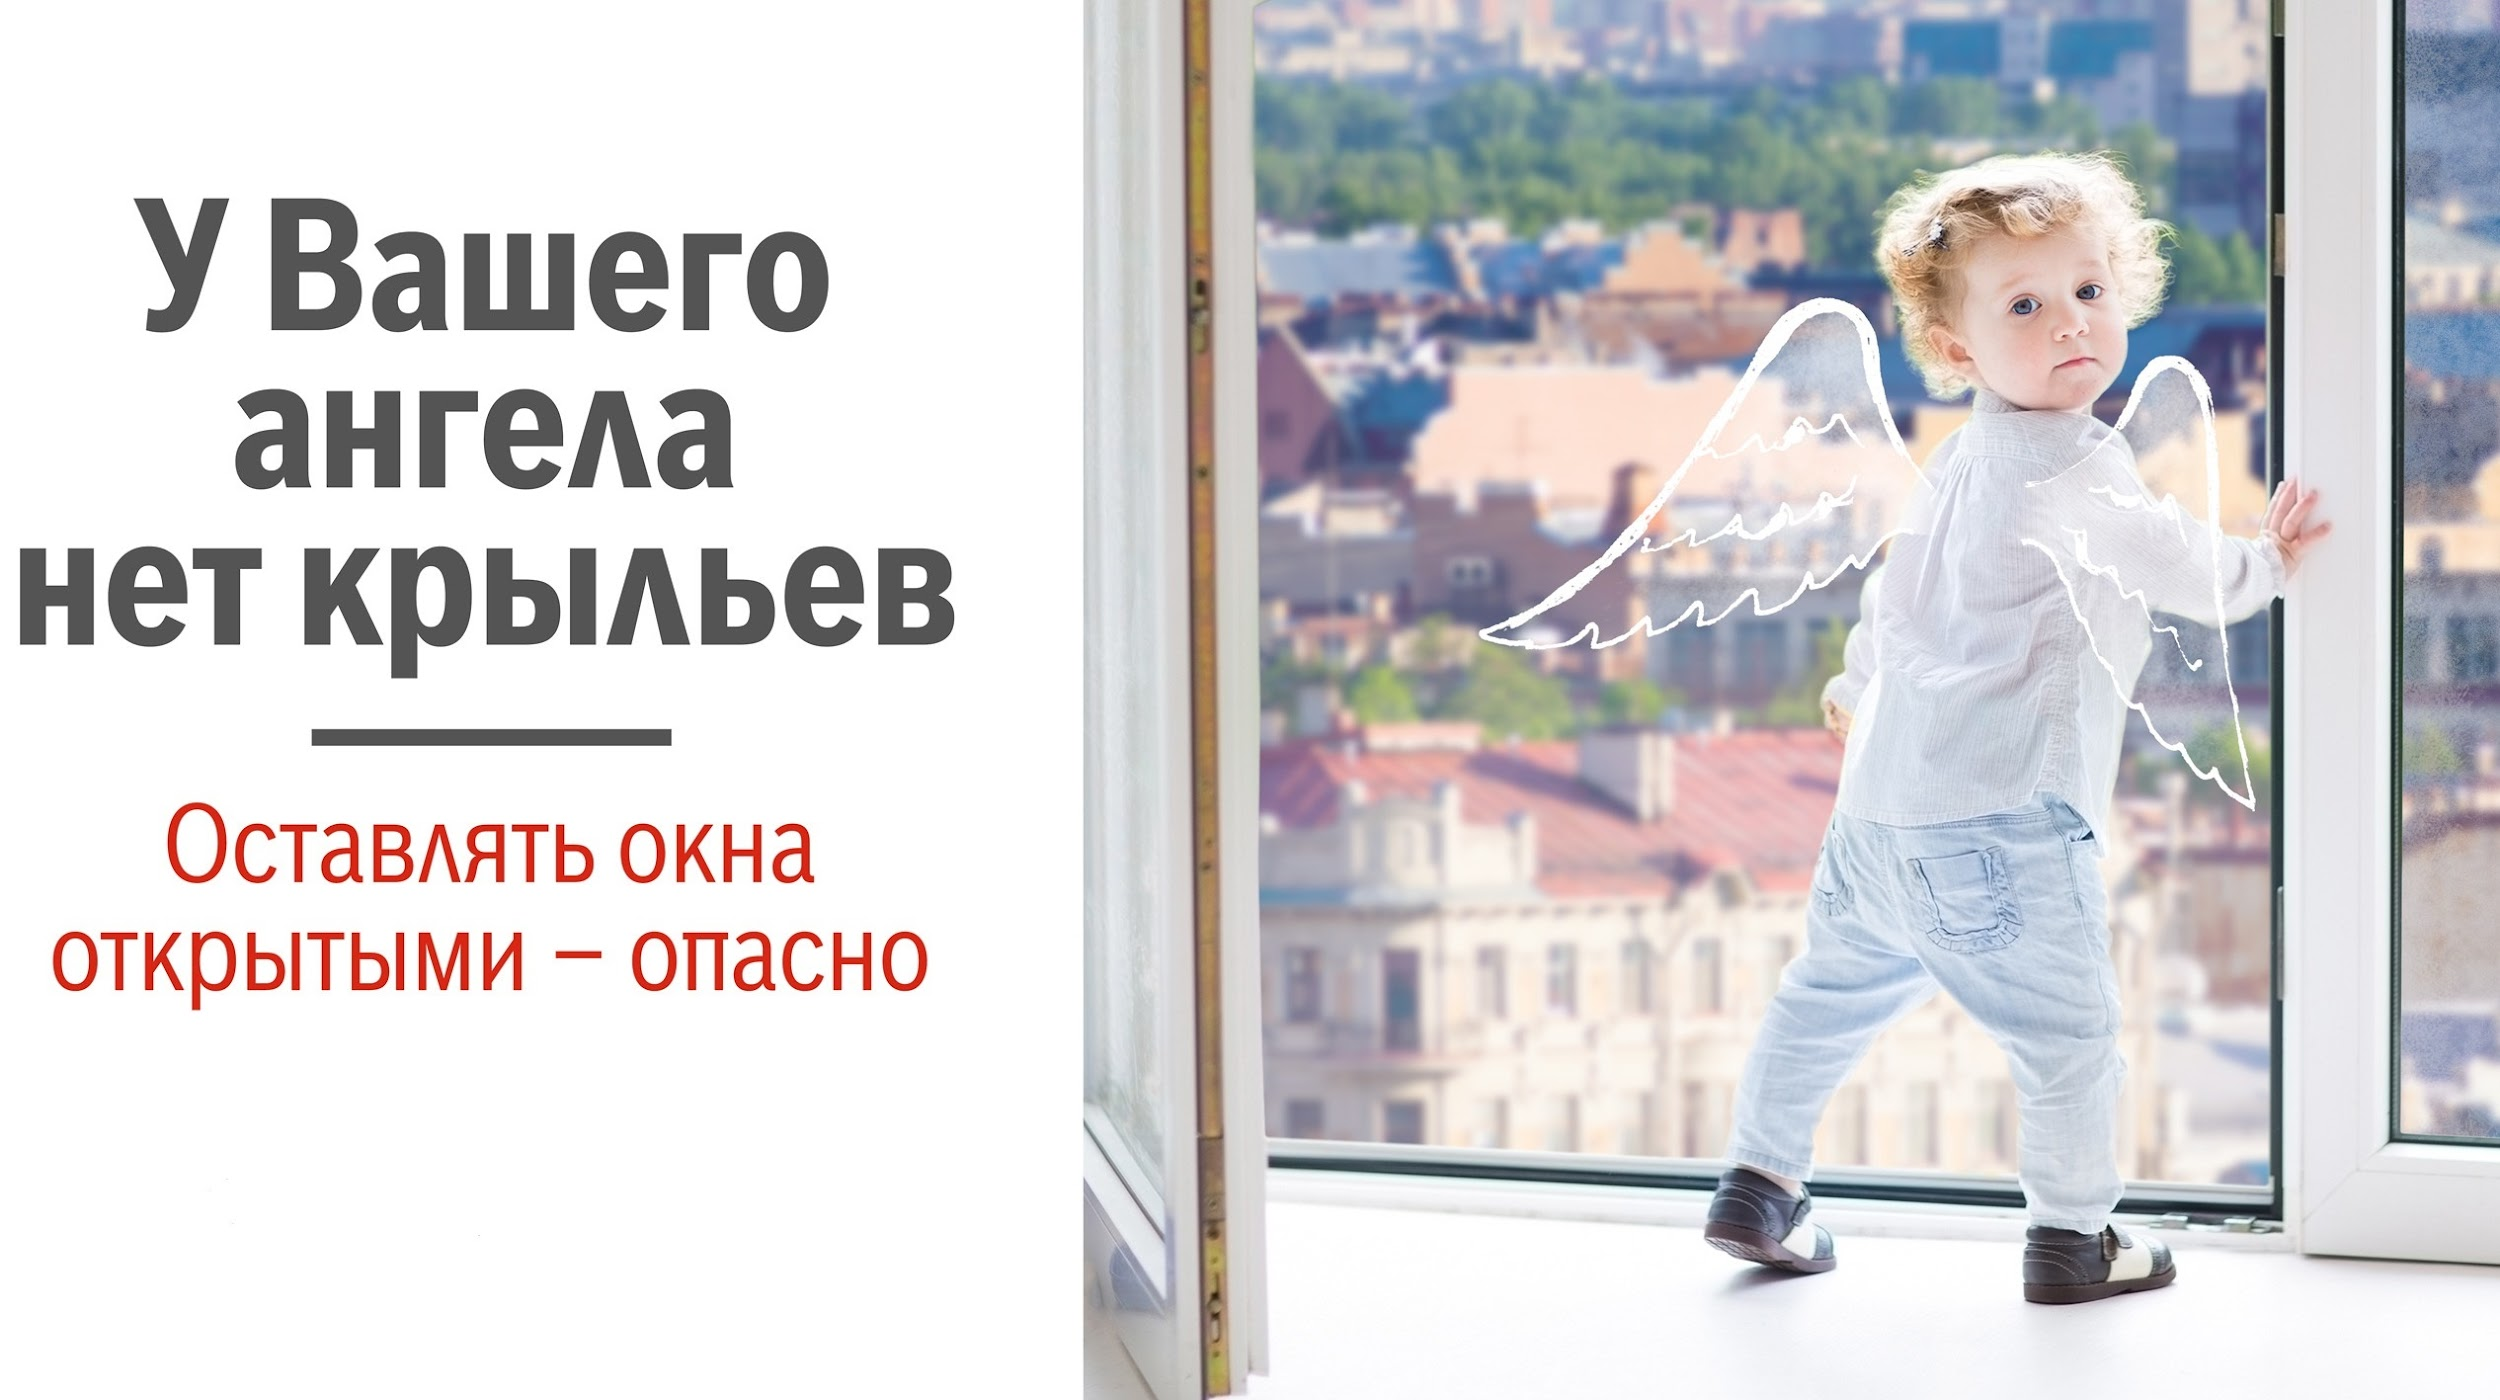 У Вашего
ангела
нет крыльев
Оставлять окна
открытыми – опасно